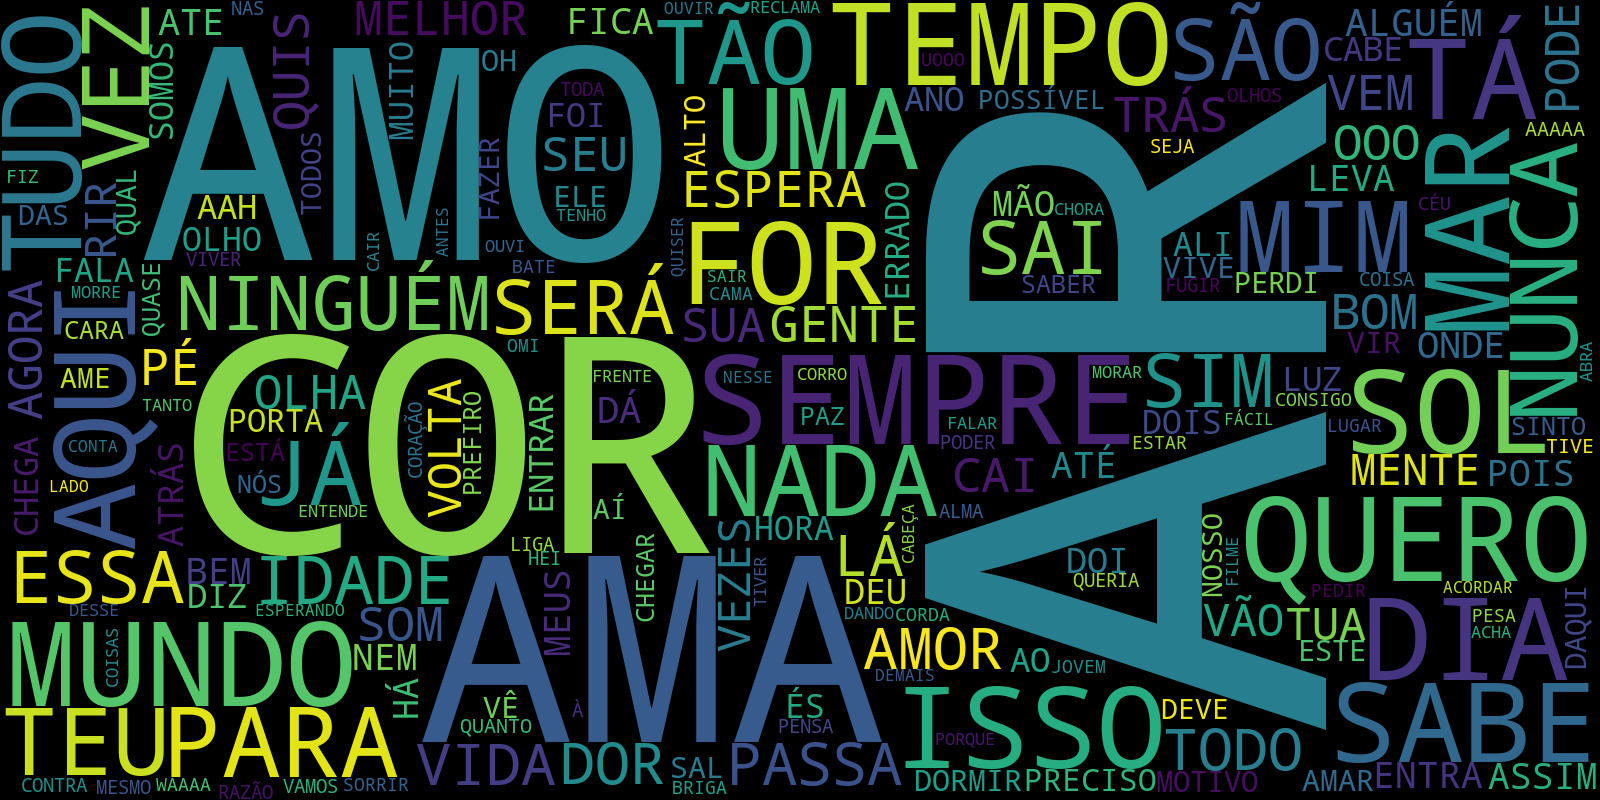 NAS
ATE
MELHOR
FICA
OUVIR
RECLAMA
TEMPO
TÃO
SÃO
ALGUÉM
TÁ
PODE
TUDO
VEZ
SOMOS
QUIS
AMO
MUITO
OH
TODA
FOI
SEU
ELE
TENHO
UOOO
ANO
POSSÍVEL
TRÁS
OLHOS
CABE
VEM
SEJA
OOO
AAAAA
UMA
ALTO
ESPERA
FIZ
DAS
RIR
QUAL
AAH
OLHO
VIVER
TODOS
CAIR
FAZER
ANTES
OUVI
BATE
QUISER
ERRADO
AR
MÃO
CHORA
SAI
SABER
ALI
VIVE
FUGIR
MIM
PERDI
LEVA
CÉU
COISA
MAR
NUNCA
FALA
MORRE
CARA
QUASE
NINGUÉM
SERÁ
FOR
SAIR
CAMA
SUA
GENTE
BOM
VIR
ONDE
ABRA
AGORA
AQUI
AME
PÉ
TANTO
COR
OMI
OLHA
PORTA
JÁ
ESTÁ
NÓS
ENTENDE
CORAÇÃO
VOLTA
PREFIRO
ENTRAR
FRENTE
DÁ
AÍ
SEMPRE
NESSE
CORRO
PAZ
MORAR
FALAR
PODER
SIM
DOIS
ESTAR
FÁCIL
LUZ
CONSIGO
LUGAR
SOL
SINTO
TIVE
MENTE
POIS
CHEGA
CONTA
LADO
ATRÁS
NADA
CAI
ATÉ
ALMA
CABEÇA
HORA
VEZES
TIVER
LIGA
HEI
CHEGAR
LÁ
DEU
DANDO
CORDA
DOI
QUERIA
NOSSO
FILME
QUERO
PEDIR
ACORDAR
PESA
ACHA
ESSA
BEM
DIZ
IDADE
ESPERANDO
DESSE
COISAS
SOM
MEUS
AMA
AMOR
DEMAIS
AO
JOVEM
VÃO
TUA
ESTE
DIA
DAQUI
MUNDO
NEM
HÁ
VÊ
QUANTO
À
ÉS
PENSA
ISSO
DEVE
PORQUE
TODO
SABE
TEU
PARA
VIDA
DOR
SAL
BRIGA
PASSA
DORMIR
PRECISO
MOTIVO
AMAR
ENTRA
ASSIM
CONTRA
MESMO
WAAAA
RAZÃO
VAMOS
SORRIR